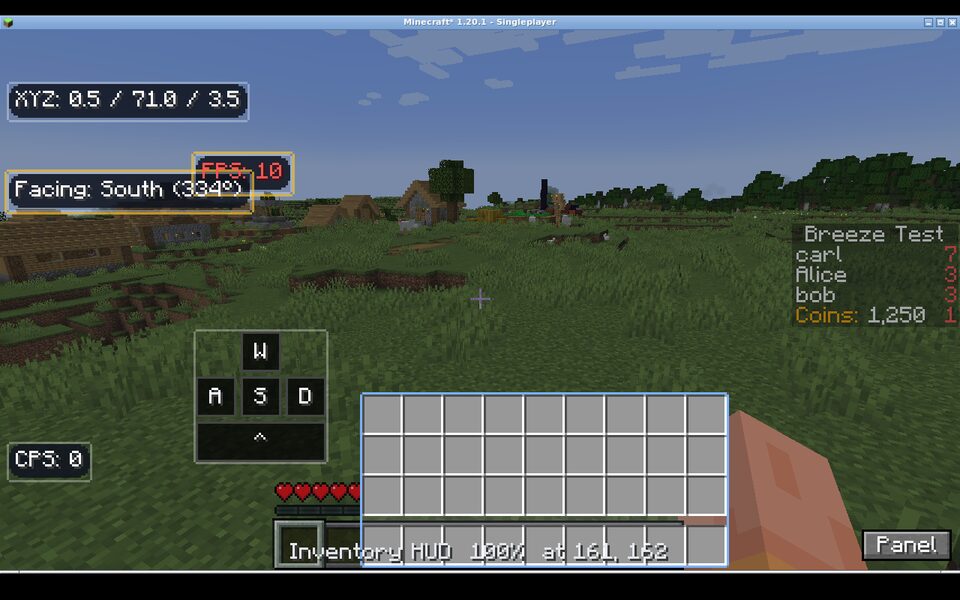 Minecraft* 1.20.1 - Singleplayer
XYZ: 0.5 / 71.0 / 3.5
FPS: 10
Facing: South (334°)
Breeze Test
carl 7
Alice 3
bob 3
Coins: 1,250 1
W
A S D
^
CPS: 0
Inventory HUD 100% at 161, 162
Panel